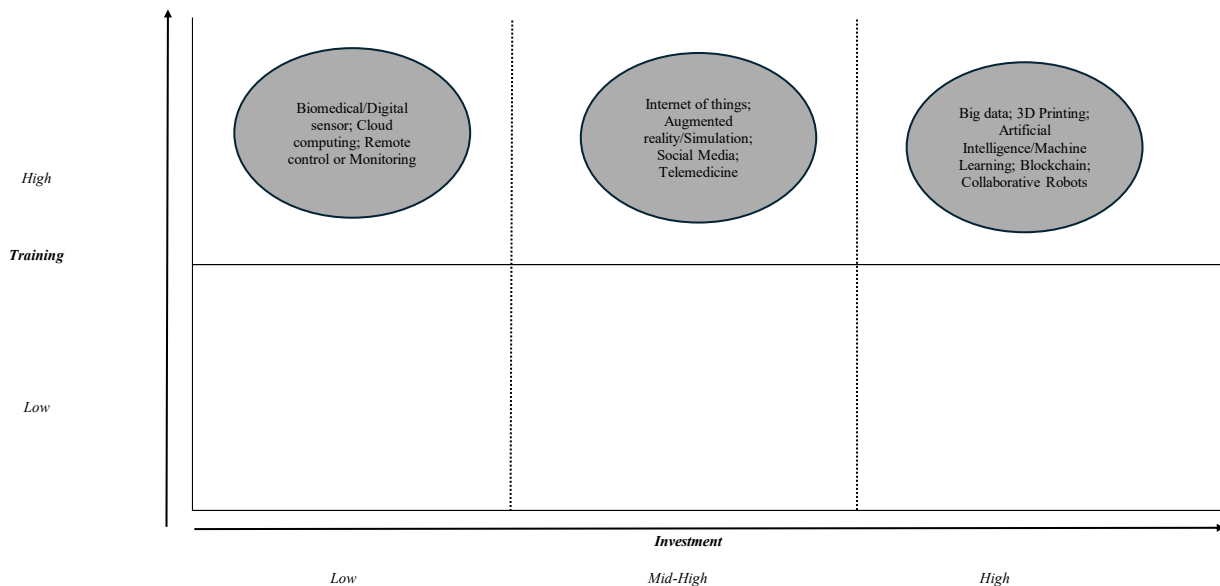 Biomedical/Digital
sensor; Cloud
computing; Remote
control or Monitoring
Internet of things;
Augmented
reality/Simulation;
Social Media;
Telemedicine
Big data; 3D Printing;
Artificial
Intelligence/Machine
Learning; Blockchain;
Collaborative Robots
High
Training
Low
Investment
Low
Mid-High
High